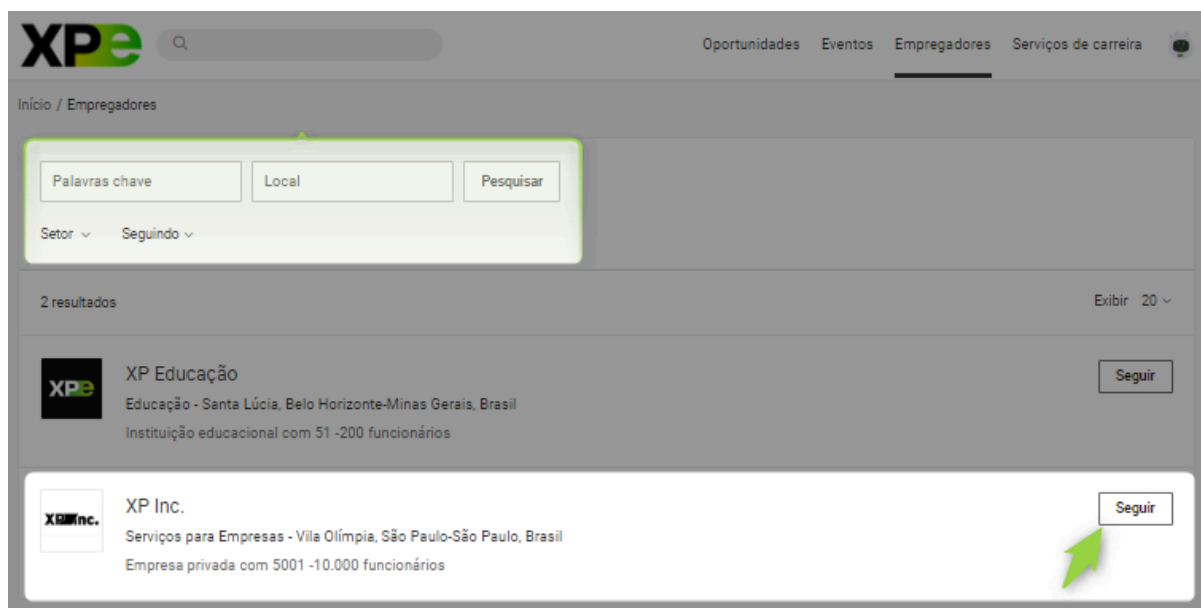 XPe
Oportunidades Eventos Empregadores Serviços de carreira
Início / Empregadores
Palavras chave Local Pesquisar
Setor Seguindo
2 resultados Exibir 20
XPe
XP Educação
Seguir
Educação - Santa Lúcia, Belo Horizonte-Minas Gerais, Brasil
Instituição educacional com 51 -200 funcionários
XP Inc.
XP Inc.
Seguir
Serviços para Empresas - Vila Olímpia, São Paulo-São Paulo, Brasil
Empresa privada com 5001 -10.000 funcionários